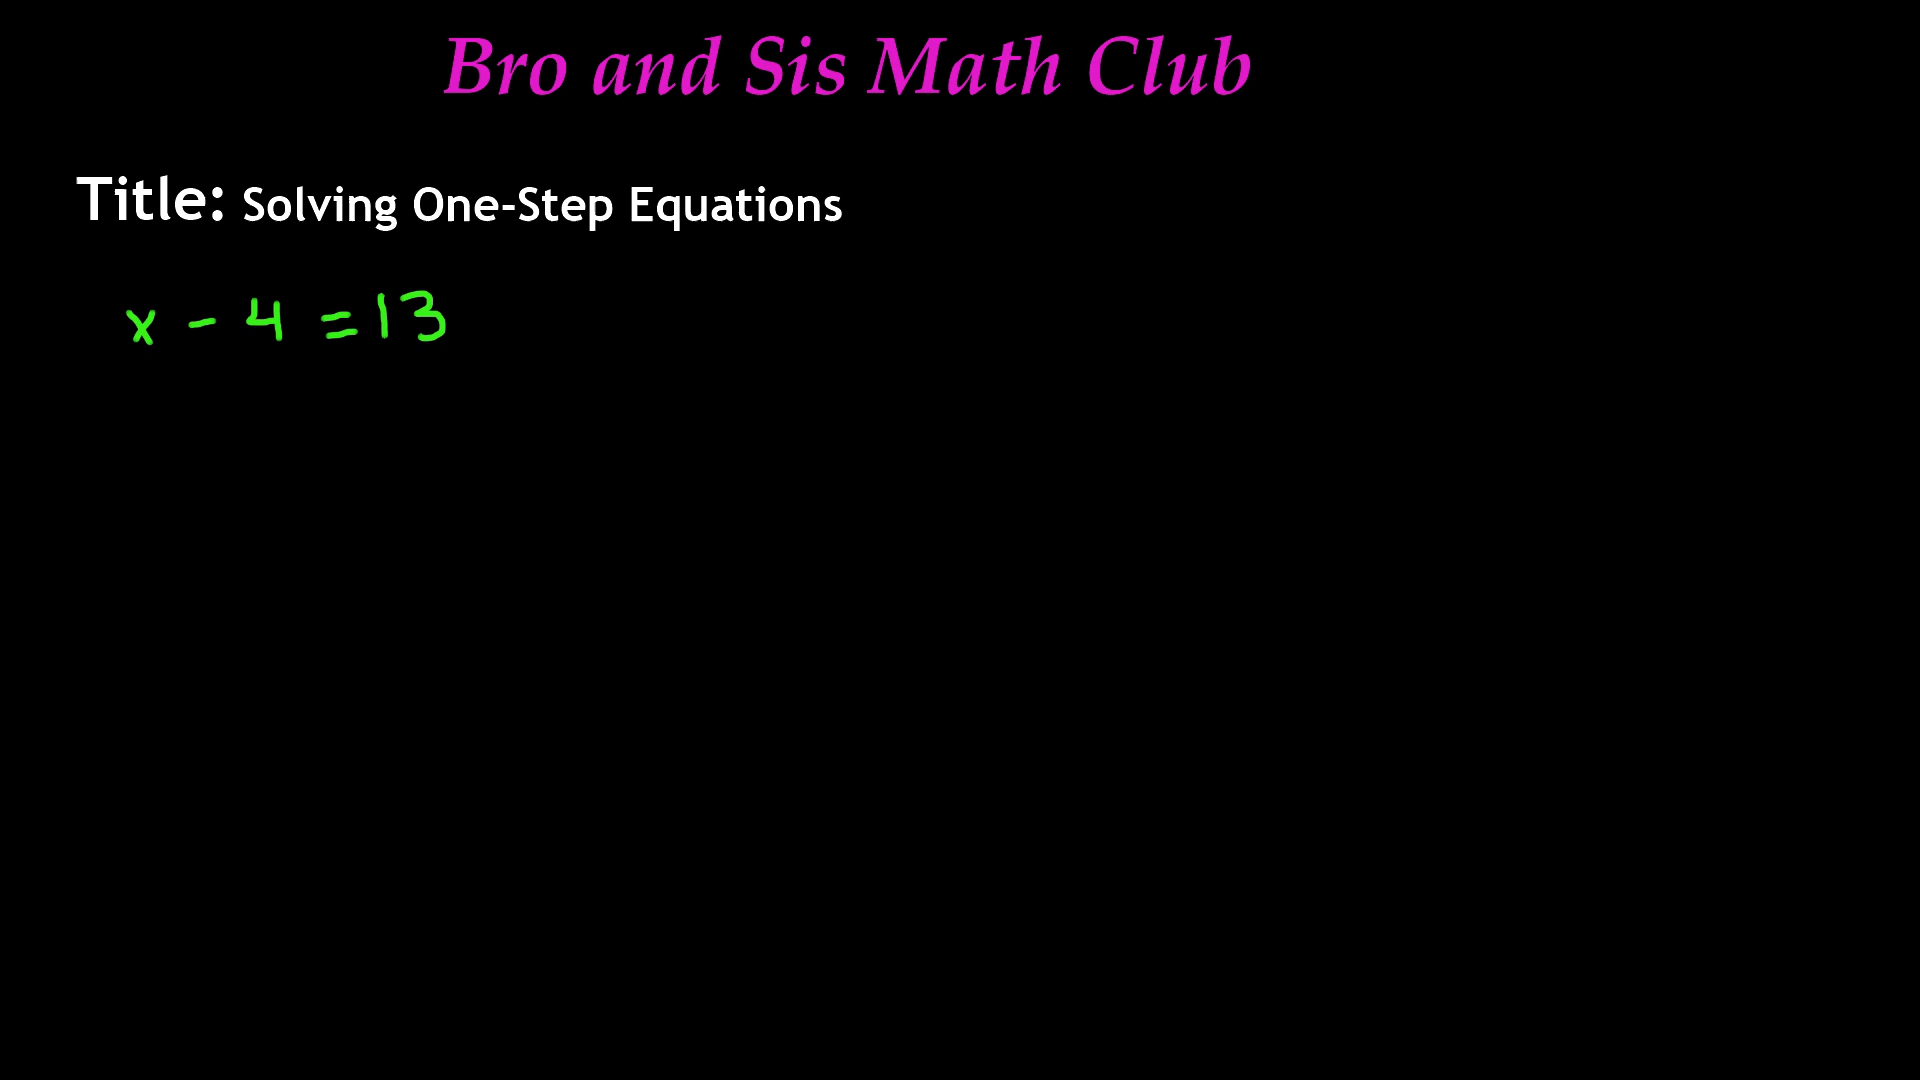 Bro and Sis Math Club
Title: Solving One-Step Equations
x - 4 = 13